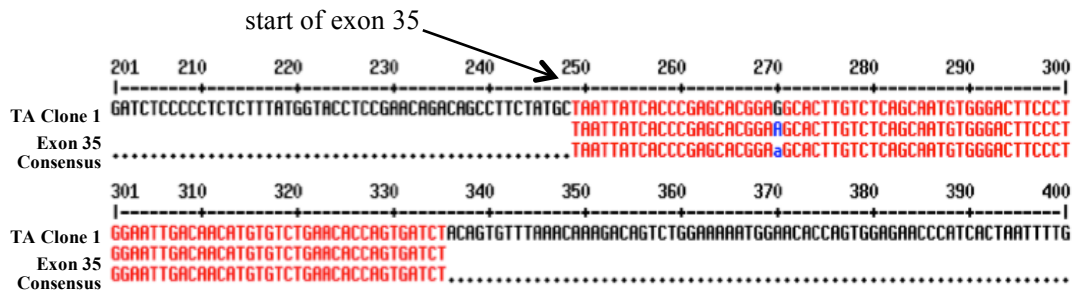 start of exon 35
201 210 220 230 240 250 260 270 280 290 300
|--------+---------+---------+---------+---------+---------+---------+---------+---------+---------|
TA Clone 1 GATCTCCCCCTCTCTTTATGGTACCTCCGAACAGACAGCCTTCTATGCTAATTATCACCCGAGCACGGAGGCACTTGTCTCAGCAATGTGGGACTTCCCT
Exon 35 TAATTATCACCCGAGCACGGAAGCACTTGTCTCAGCAATGTGGGACTTCCCT
Consensus ................................................TAATTATCACCCGAGCACGGAaGCACTTGTCTCAGCAATGTGGGACTTCCCT
301 310 320 330 340 350 360 370 380 390 400
|--------+---------+---------+---------+---------+---------+---------+---------+---------+---------|
TA Clone 1 GGAATTGACAACATGTGTCTGAACACCAGTGATCTACAGTGTTTAAACAAAGACAGTCTGGAAAAATGGAACACCAGTGGAGAACCCATCACTAATTTTG
Exon 35 GGAATTGACAACATGTGTCTGAACACCAGTGATCT
Consensus GGAATTGACAACATGTGTCTGAACACCAGTGATCT.................................................................